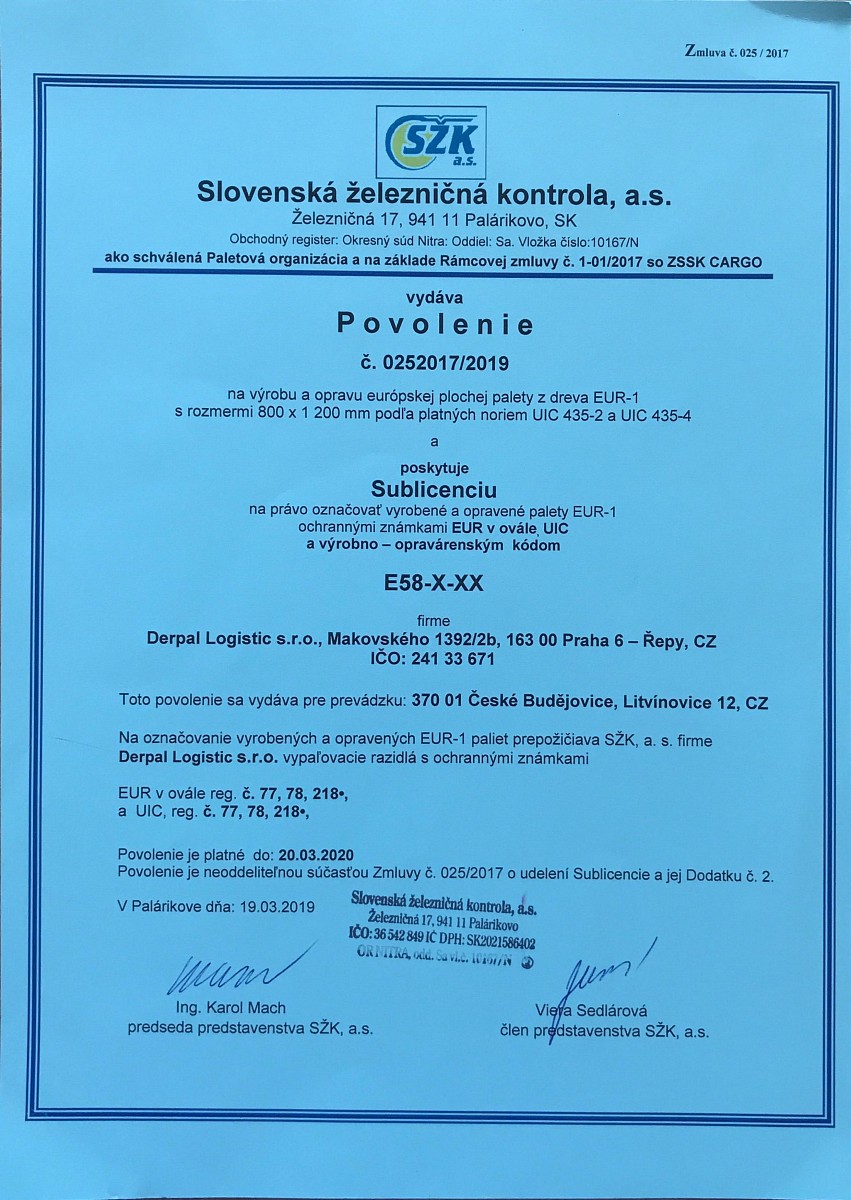 Zmluva č. 025 / 2017
SŽK
a.s.
Slovenská železničná kontrola, a.s.
Železničná 17, 941 11 Palárikovo, SK
Obchodný register: Okresný súd Nitra: Oddiel: Sa. Vložka číslo:10167/N
ako schválená Paletová organizácia a na základe Rámcovej zmluvy č. 1-01/2017 so ZSSK CARGO
vydáva
Povolenie
č. 0252017/2019
na výrobu a opravu európskej plochej palety z dreva EUR-1
s rozmermi 800 x 1 200 mm podľa platných noriem UIC 435-2 a UIC 435-4
a
poskytuje
Sublicenciu
na právo označovať vyrobené a opravené palety EUR-1
ochrannými známkami EUR v ovále, UIC
a výrobno – opravárenským kódom
E58-X-XX
firme
Derpal Logistic s.r.o., Makovského 1392/2b, 163 00 Praha 6 – Řepy, CZ
IČO: 241 33 671
Toto povolenie sa vydáva pre prevádzku: 370 01 České Budějovice, Litvínovice 12, CZ
Na označovanie vyrobených a opravených EUR-1 paliet prepožičiava SŽK, a. s. firme
Derpal Logistic s.r.o. vypaľovacie razidlá s ochrannými známkami
EUR v ovále reg. č. 77, 78, 218•,
a UIC, reg. č. 77, 78, 218•,
Povolenie je platné do: 20.03.2020
Povolenie je neoddeliteľnou súčasťou Zmluvy č. 025/2017 o udelení Sublicencie a jej Dodatku č. 2.
V Palárikove dňa: 19.03.2019
Slovenská železničná kontrola, a.s.
Železničná 17, 941 11 Palárikovo
IČO: 36 542 849 IČ DPH: SK2021586402
OR NITRA, odd. Sa vl.č. 10167/N
Ing. Karol Mach
predseda predstavenstva SŽK, a.s.
Viera Sedlárová
člen predstavenstva SŽK, a.s.